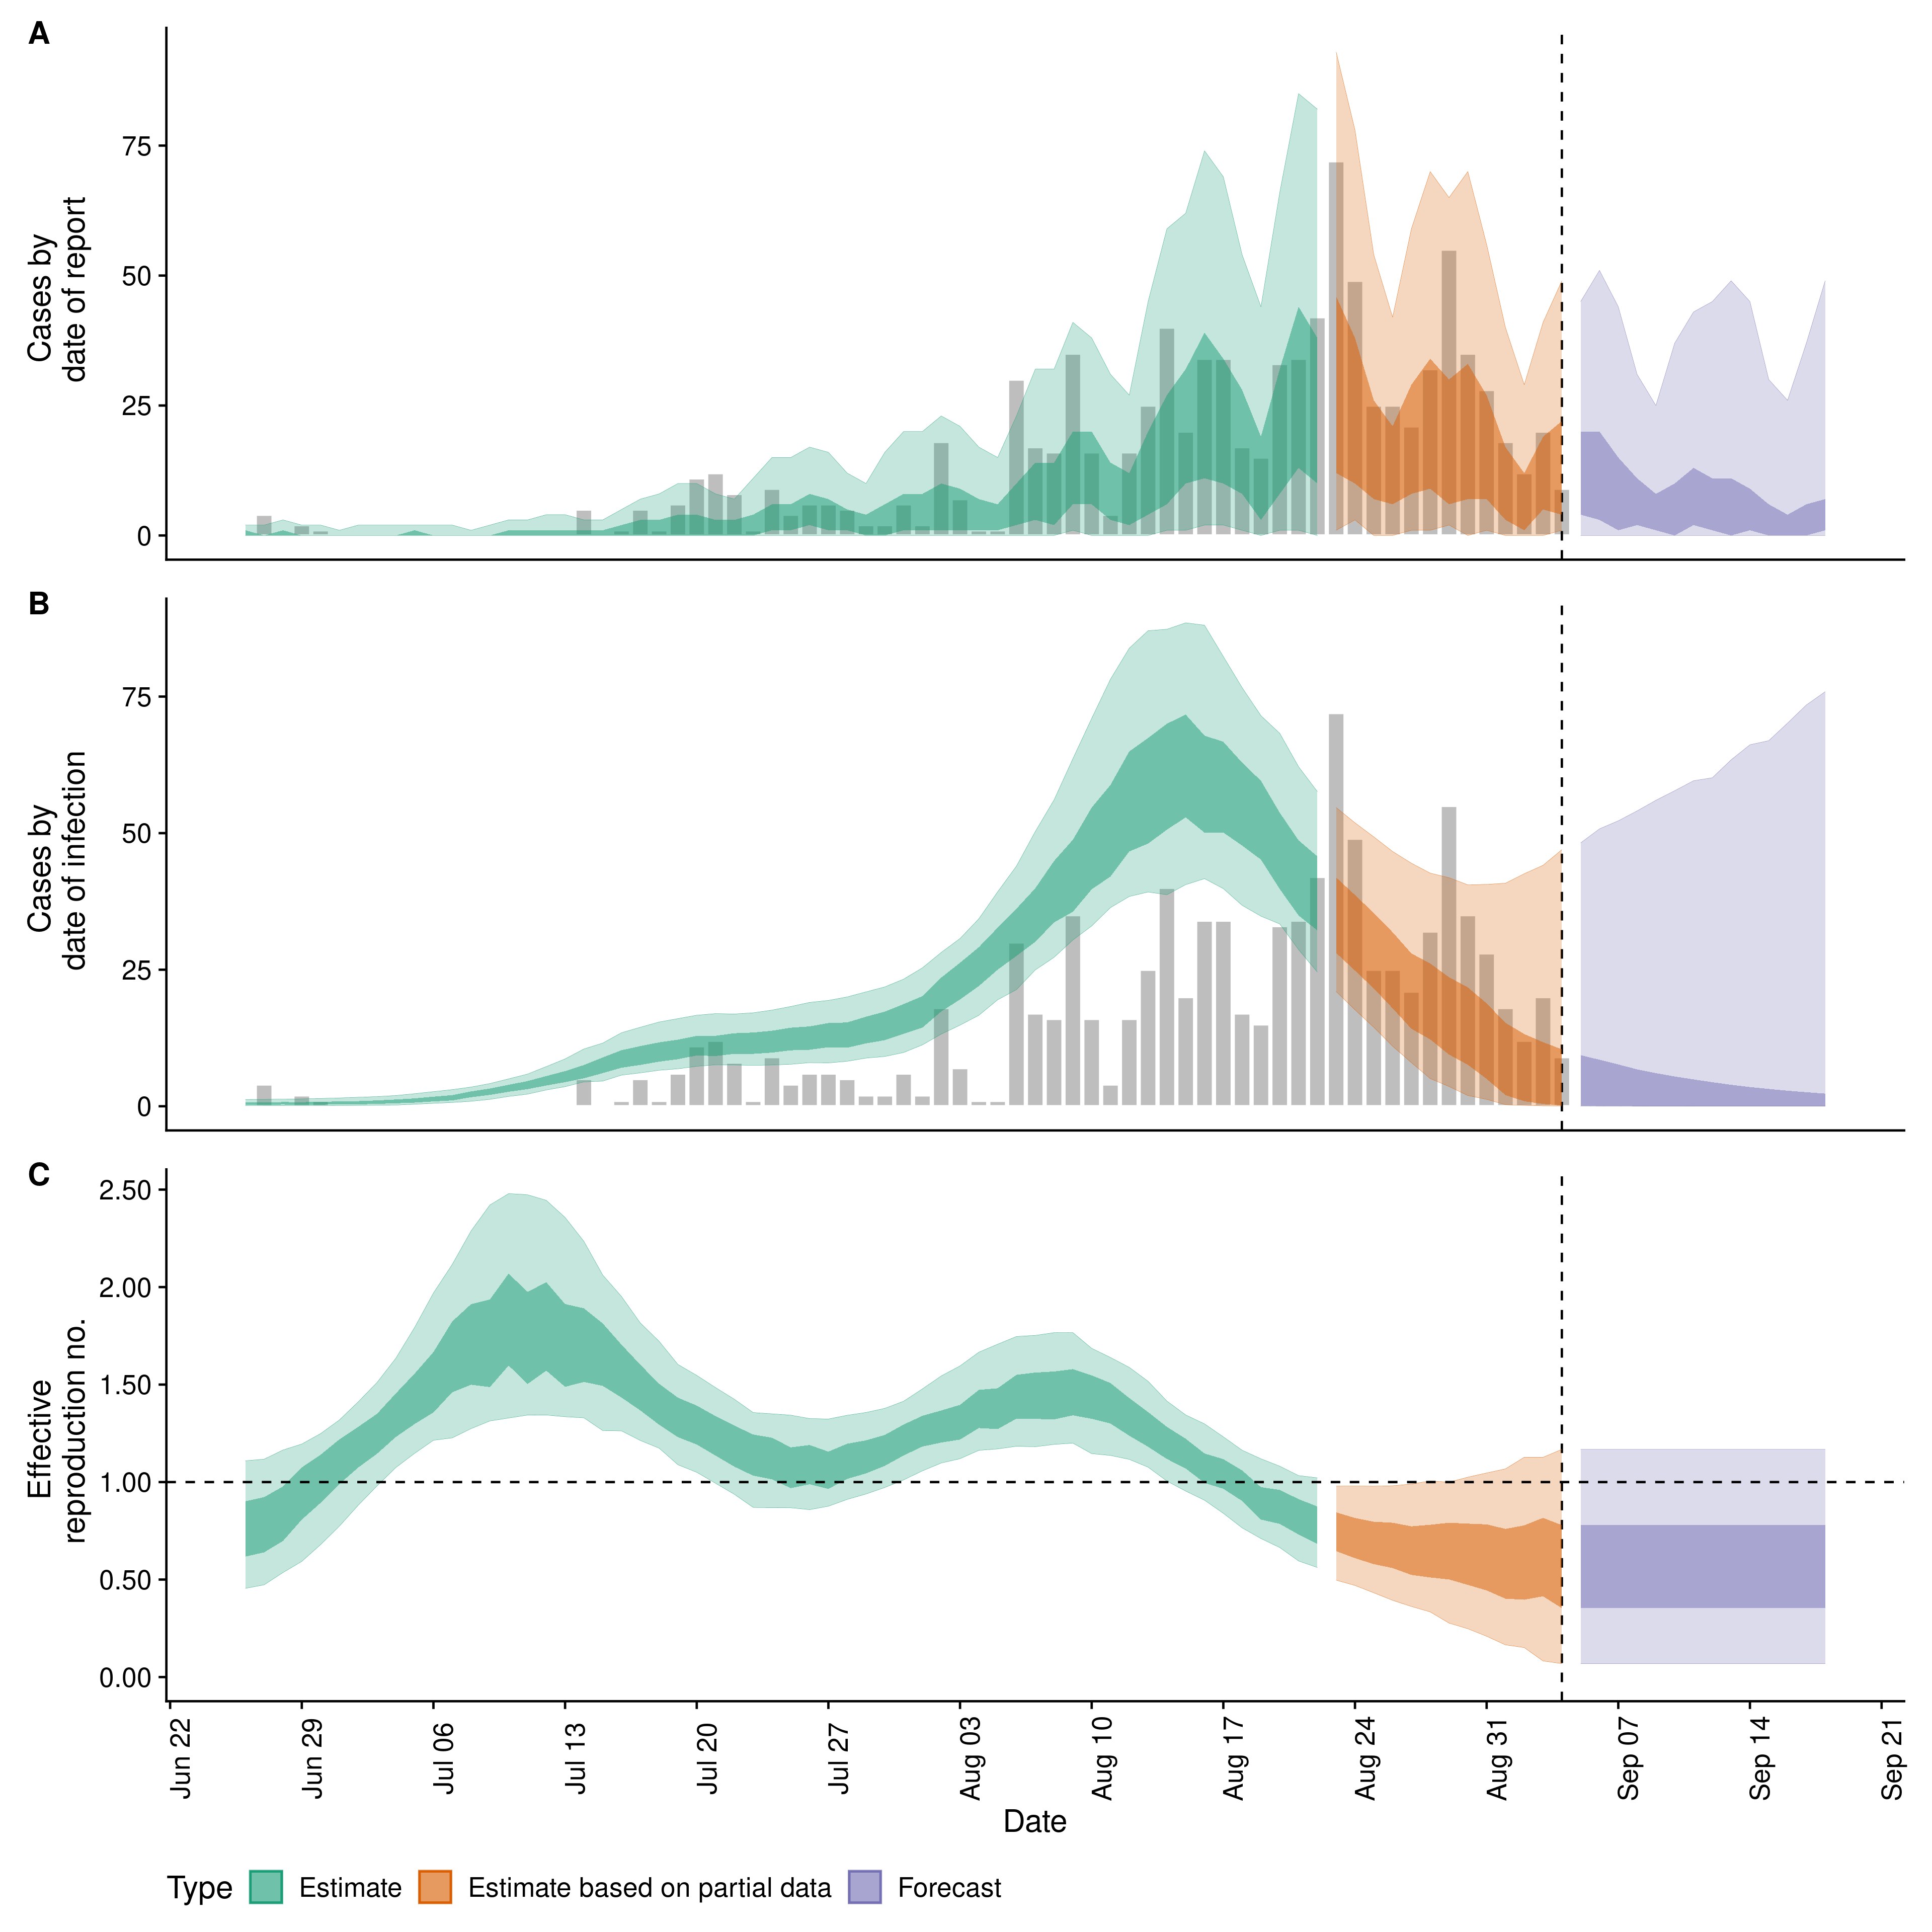 A
Cases by
date of report
75
50
25
0
B
Cases by
date of infection
75
50
25
0
C
Effective
reproduction no.
2.50
2.00
1.50
1.00
0.50
0.00
Jun 22
Jun 29
Jul 06
Jul 13
Jul 20
Jul 27
Aug 03
Aug 10
Aug 17
Aug 24
Aug 31
Sep 07
Sep 14
Sep 21
Date
Type Estimate Estimate based on partial data Forecast